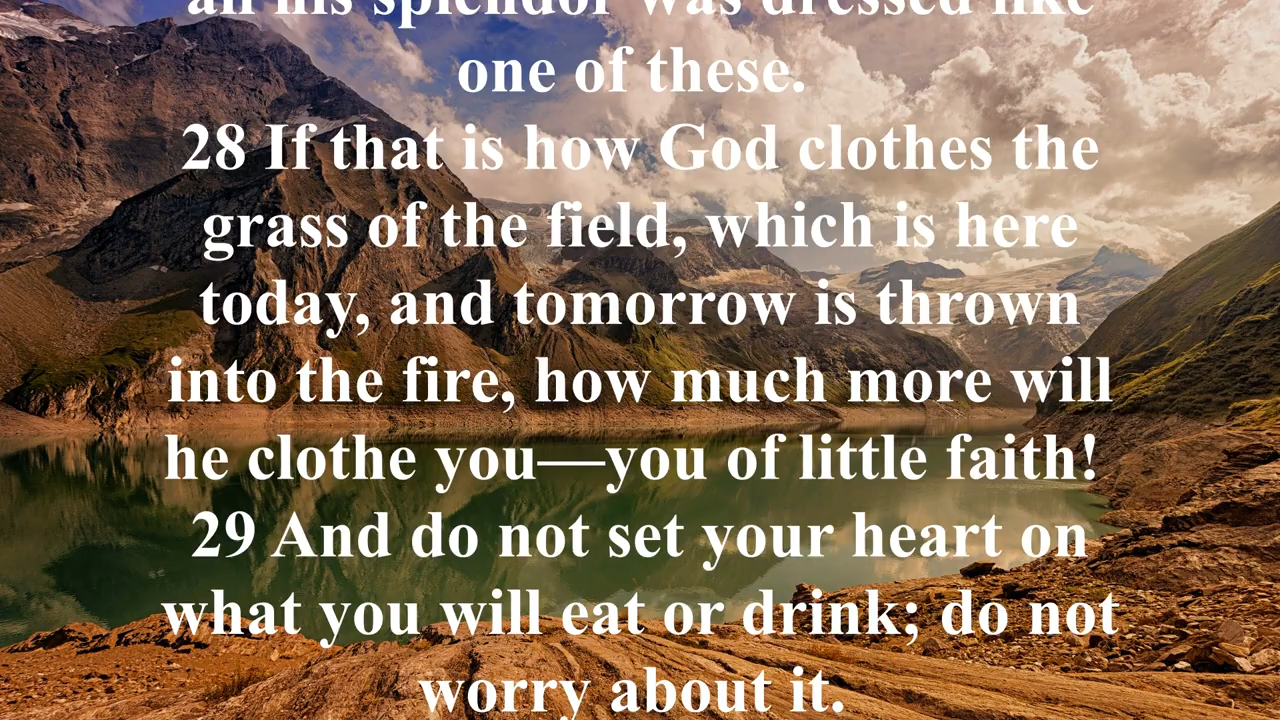 all his splendor was dressed like
one of these.
28 If that is how God clothes the
grass of the field, which is here
today, and tomorrow is thrown
into the fire, how much more will
he clothe you—you of little faith!
29 And do not set your heart on
what you will eat or drink; do not
worry about it.